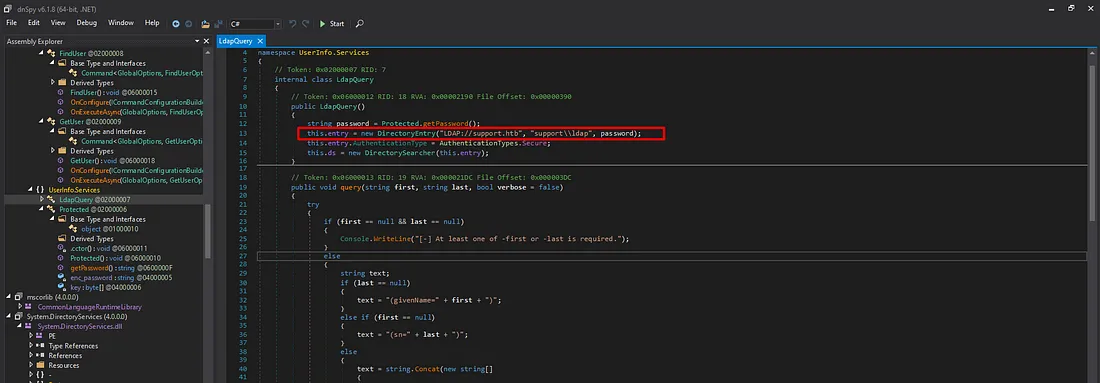 dnSpy v6.1.8 (64-bit, .NET)
File Edit View Debug Window Help C# Start
Assembly Explorer
FindUser @02000008
Base Type and Interfaces
Command<GlobalOptions, FindUserOpt
Derived Types
FindUser() : void @06000015
OnConfigure(ICommandConfigurationBuilde
OnExecuteAsync(GlobalOptions, FindUserOp
GetUser @02000009
Base Type and Interfaces
Command<GlobalOptions, GetUserOpt
Derived Types
GetUser() : void @06000018
OnConfigure(ICommandConfigurationBuilde
OnExecuteAsync(GlobalOptions, GetUserOp
{ } UserInfo.Services
LdapQuery @02000007
Protected @02000006
Base Type and Interfaces
object @01000010
Derived Types
.cctor() : void @06000011
Protected() : void @06000010
getPassword() : string @0600000F
enc_password : string @04000005
key : byte[] @04000006
mscorlib (4.0.0.0)
CommonLanguageRuntimeLibrary
System.DirectoryServices (4.0.0.0)
System.DirectoryServices.dll
PE
Type References
References
Resources
{ } -
LdapQuery
4 namespace UserInfo.Services
5 {
6 // Token: 0x02000007 RID: 7
7 internal class LdapQuery
8 {
9 // Token: 0x06000012 RID: 18 RVA: 0x00002190 File Offset: 0x00000390
10 public LdapQuery()
11 {
12 string password = Protected.getPassword();
13 this.entry = new DirectoryEntry("LDAP://support.htb", "support\\ldap", password);
14 this.entry.AuthenticationType = AuthenticationTypes.Secure;
15 this.ds = new DirectorySearcher(this.entry);
16 }
17
18 // Token: 0x06000013 RID: 19 RVA: 0x000021DC File Offset: 0x000003DC
19 public void query(string first, string last, bool verbose = false)
20 {
21 try
22 {
23 if (first == null && last == null)
24 {
25 Console.WriteLine("[-] At least one of -first or -last is required.");
26 }
27 else
28 {
29 string text;
30 if (last == null)
31 {
32 text = "(givenName=" + first + ")";
33 }
34 else if (first == null)
35 {
36 text = "(sn=" + last + ")";
37 }
38 else
39 {
40 text = string.Concat(new string[]
41 {